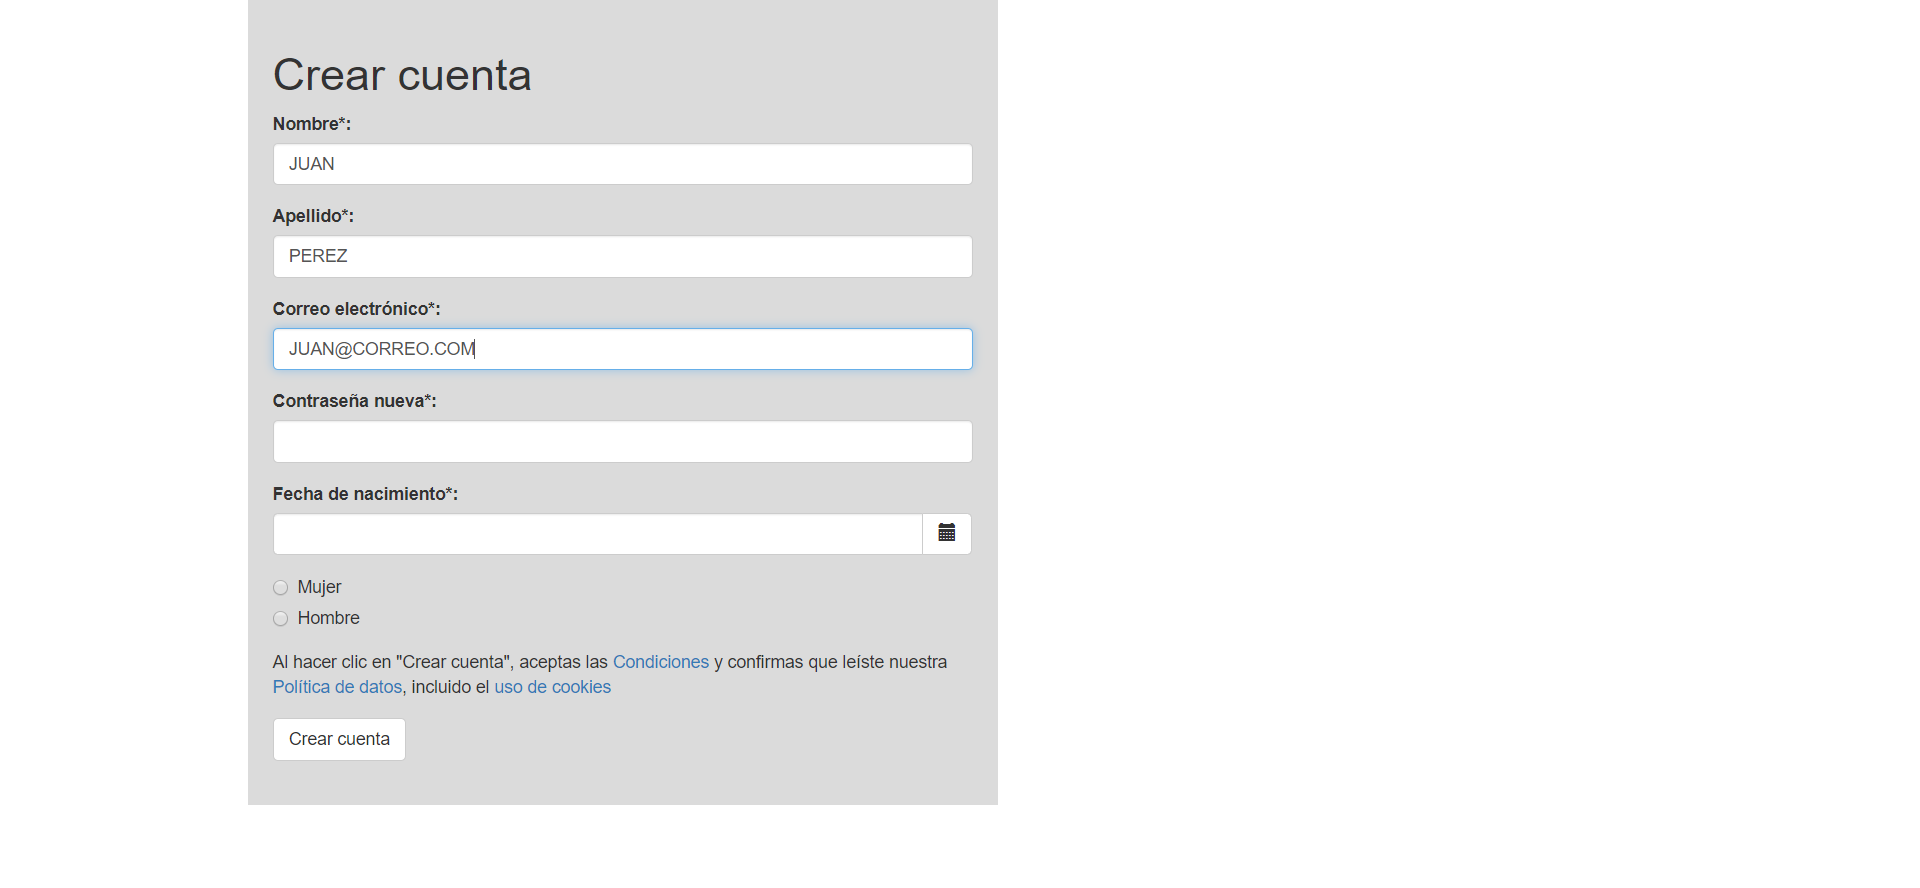 Crear cuenta
Nombre*:
JUAN
Apellido*:
PEREZ
Correo electrónico*:
JUAN@CORREO.COM
Contraseña nueva*:
Fecha de nacimiento*:
Mujer
Hombre
Al hacer clic en "Crear cuenta", aceptas las Condiciones y confirmas que leíste nuestra
Política de datos, incluido el uso de cookies
Crear cuenta